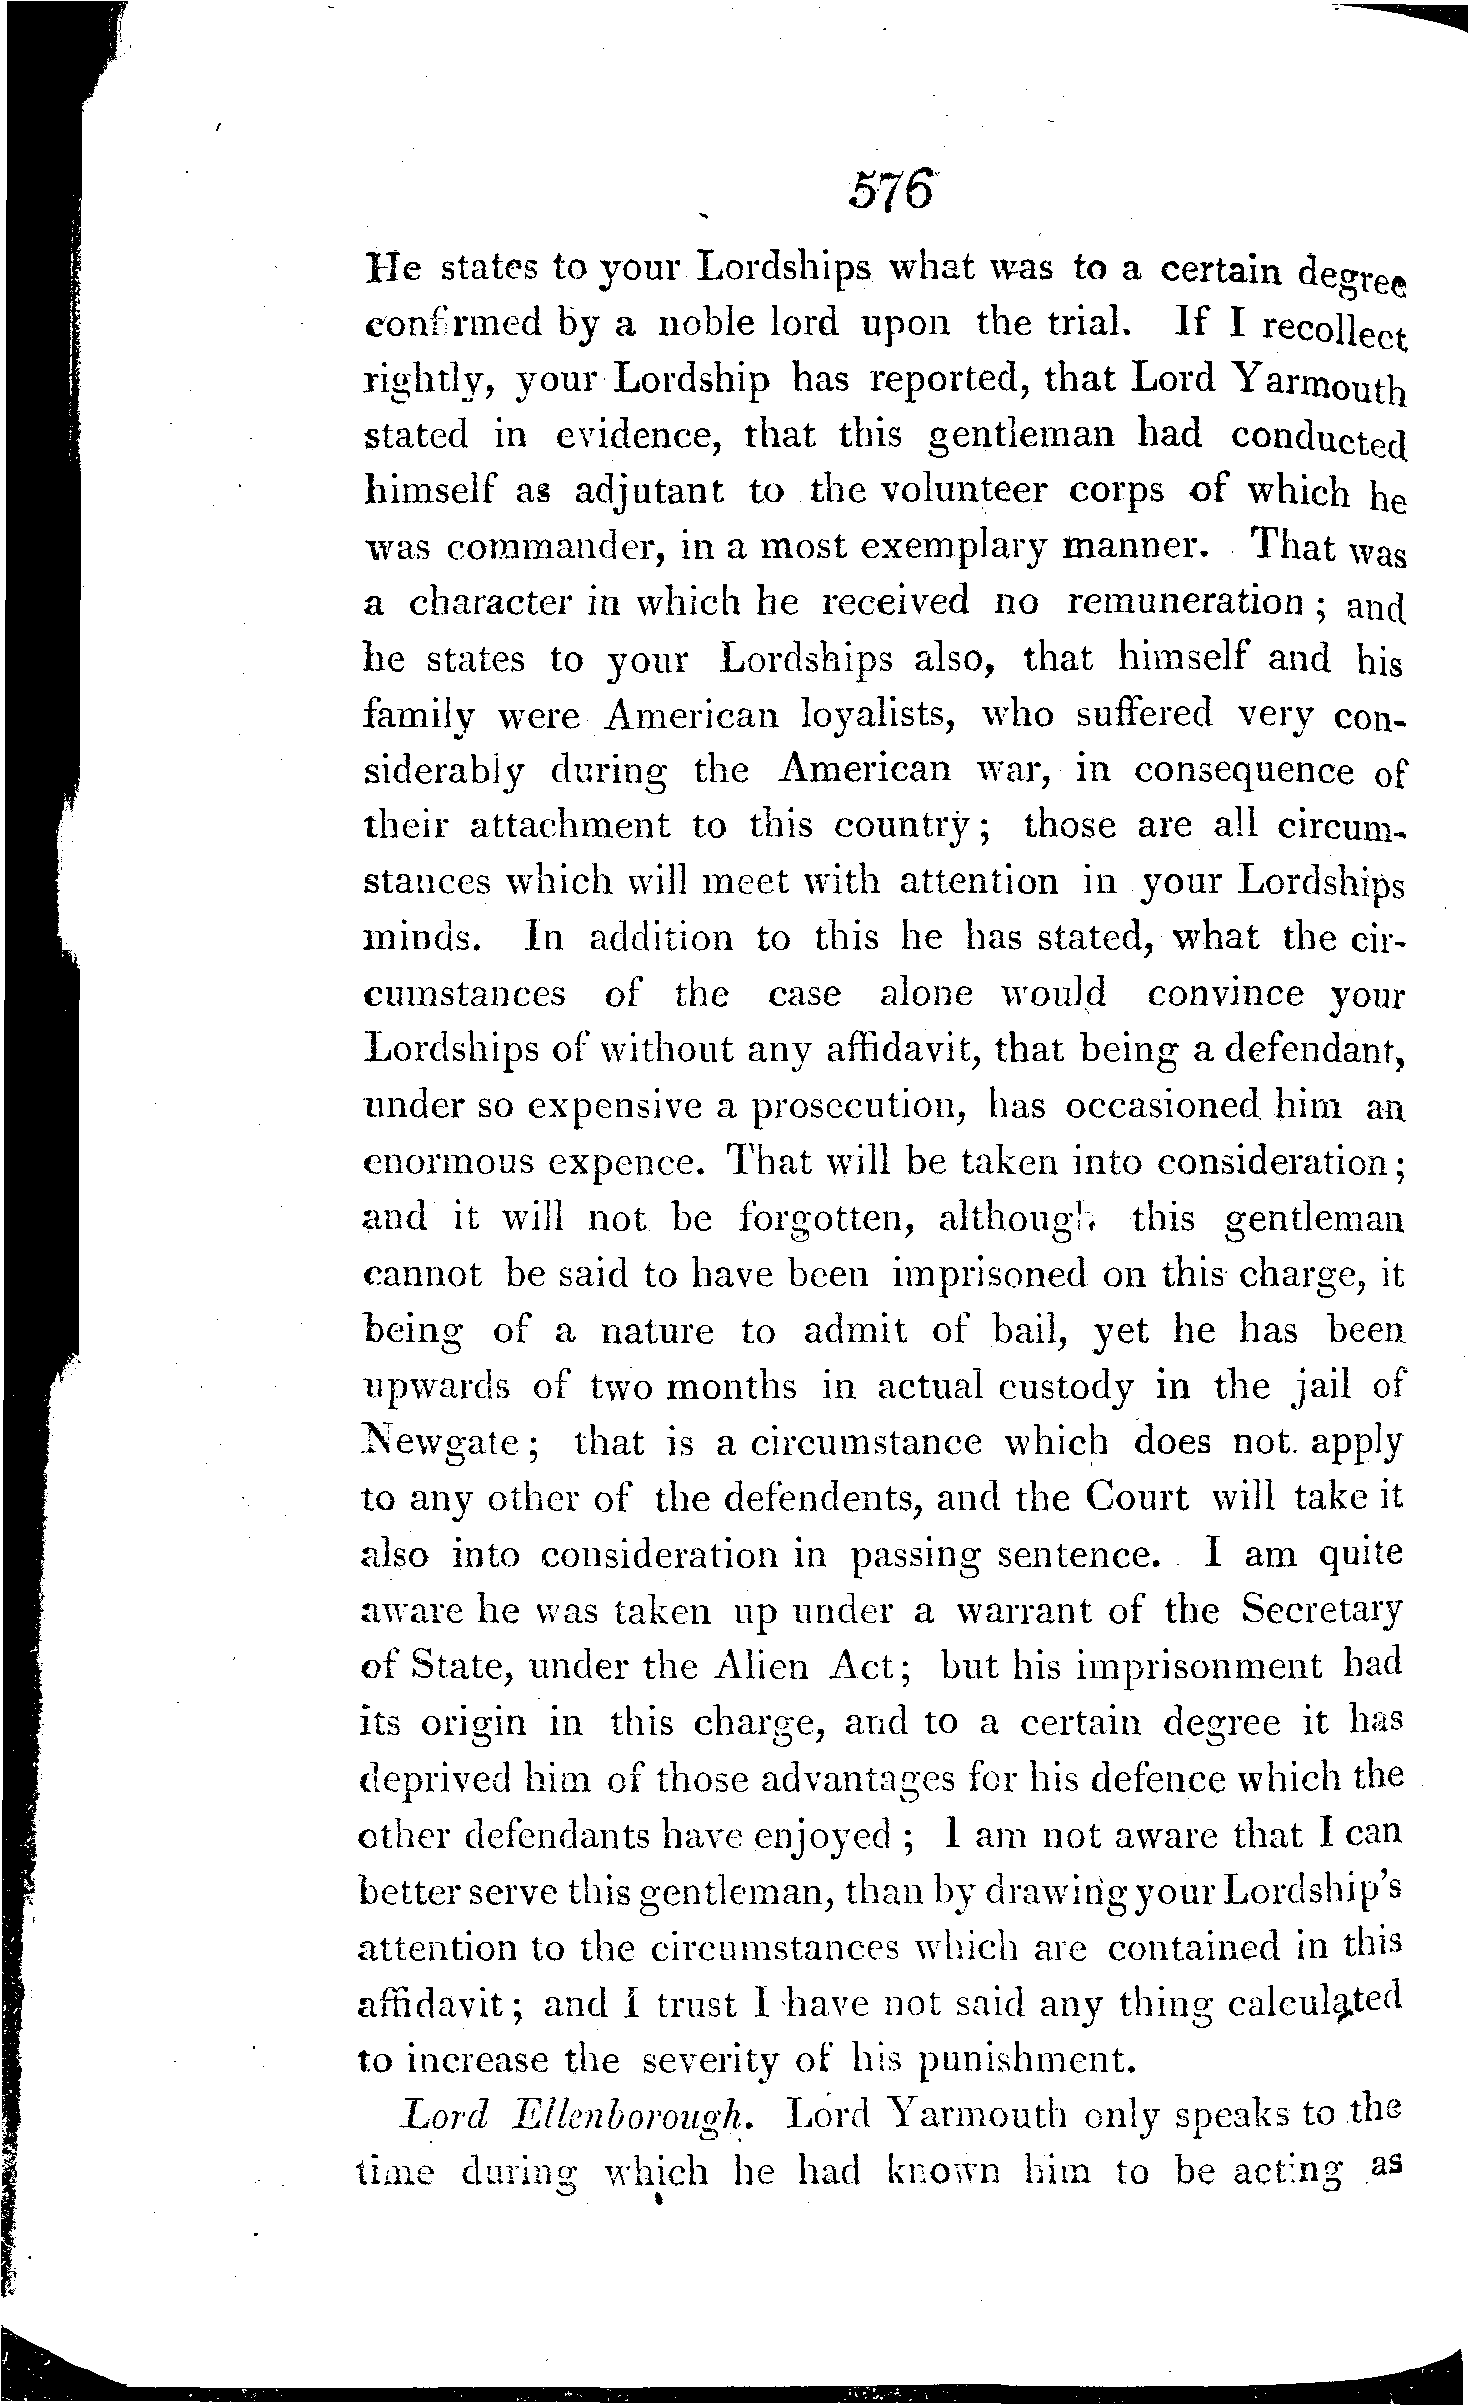 576
He states to your Lordships what was to a certain degree
confirmed by a noble lord upon the trial. If I recollect
rightly, your Lordship has reported, that Lord Yarmouth
stated in evidence, that this gentleman had conducted
himself as adjutant to the volunteer corps of which he
was commander, in a most exemplary manner. That was
a character in which he received no remuneration; and
he states to your Lordships also, that himself and his
family were American loyalists, who suffered very con-
siderably during the American war, in consequence of
their attachment to this country; those are all circum-
stances which will meet with attention in your Lordships
minds. In addition to this he has stated, what the cir-
cumstances of the case alone would convince your
Lordships of without any affidavit, that being a defendant,
under so expensive a prosecution, has occasioned him an
enormous expence. That will be taken into consideration;
and it will not be forgotten, although this gentleman
cannot be said to have been imprisoned on this charge, it
being of a nature to admit of bail, yet he has been
upwards of two months in actual custody in the jail of
Newgate; that is a circumstance which does not apply
to any other of the defendents, and the Court will take it
also into consideration in passing sentence. I am quite
aware he was taken up under a warrant of the Secretary
of State, under the Alien Act; but his imprisonment had
its origin in this charge, and to a certain degree it has
deprived him of those advantages for his defence which the
other defendants have enjoyed; I am not aware that I can
better serve this gentleman, than by drawing your Lordship's
attention to the circumstances which are contained in this
affidavit; and I trust I have not said any thing calculated
to increase the severity of his punishment.
Lord Ellenborough. Lord Yarmouth only speaks to the
time during which he had known him to be acting as